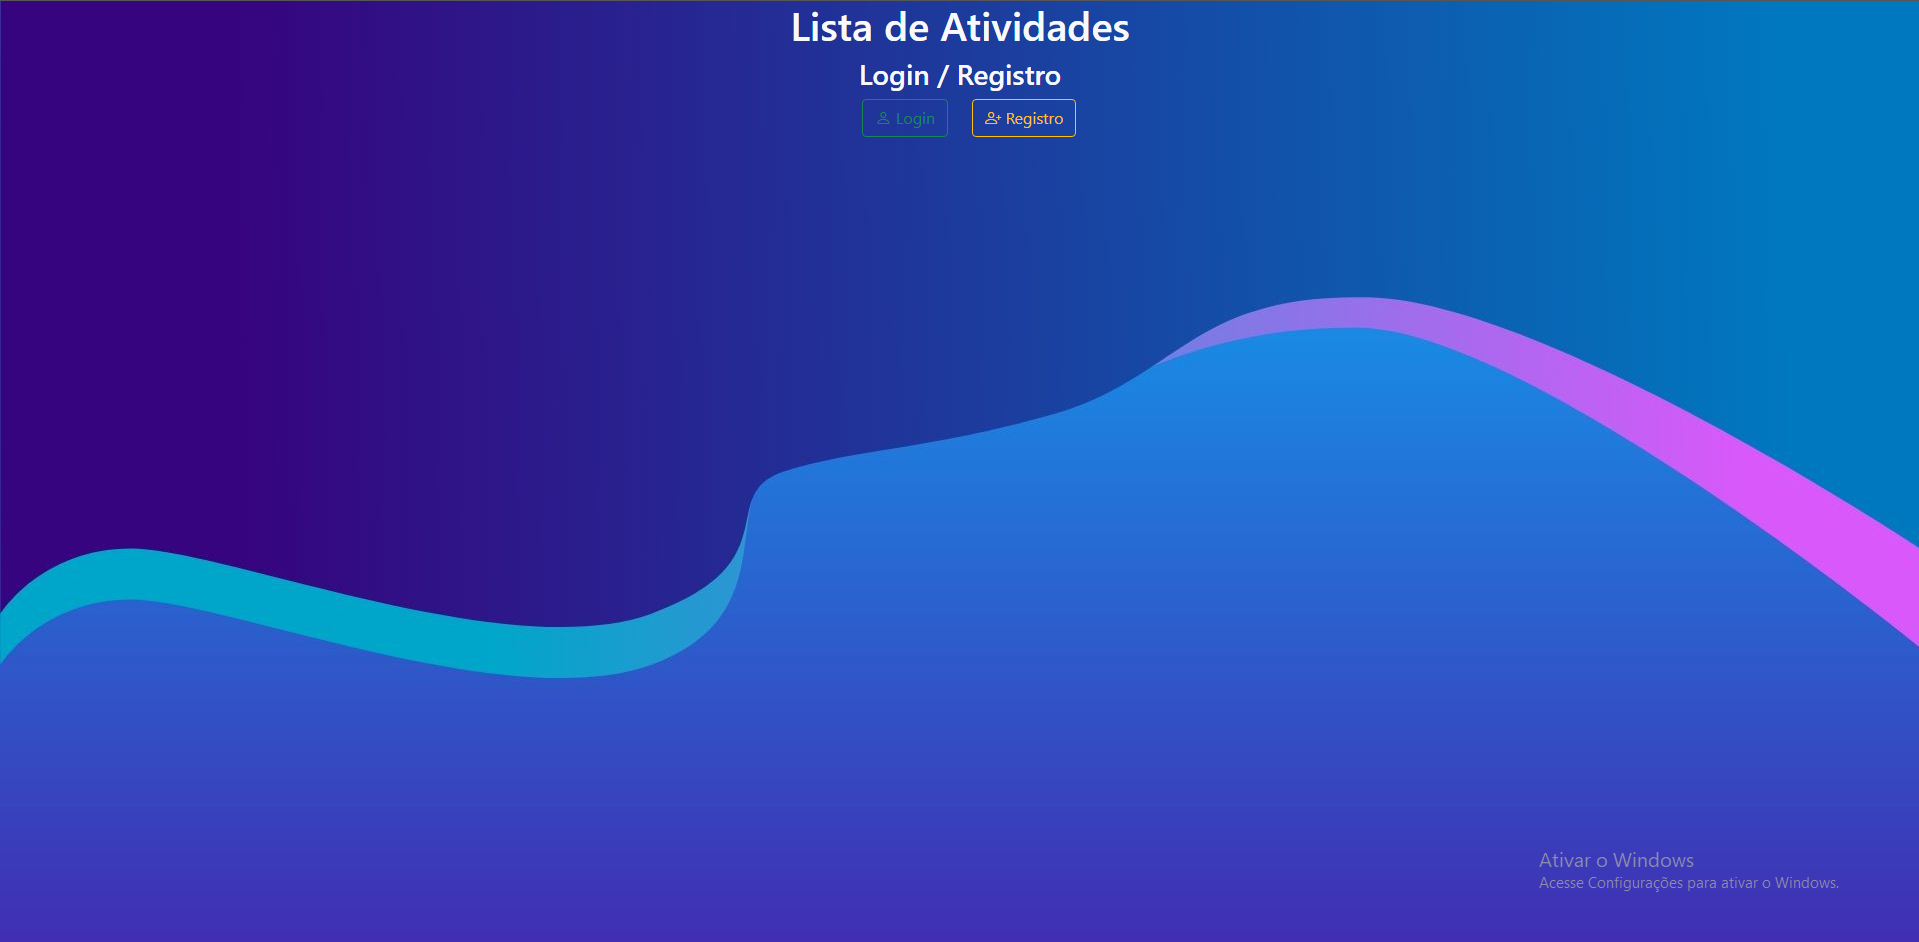 Lista de Atividades
Login / Registro
Login Registro
Ativar o Windows
Acesse Configurações para ativar o Windows.